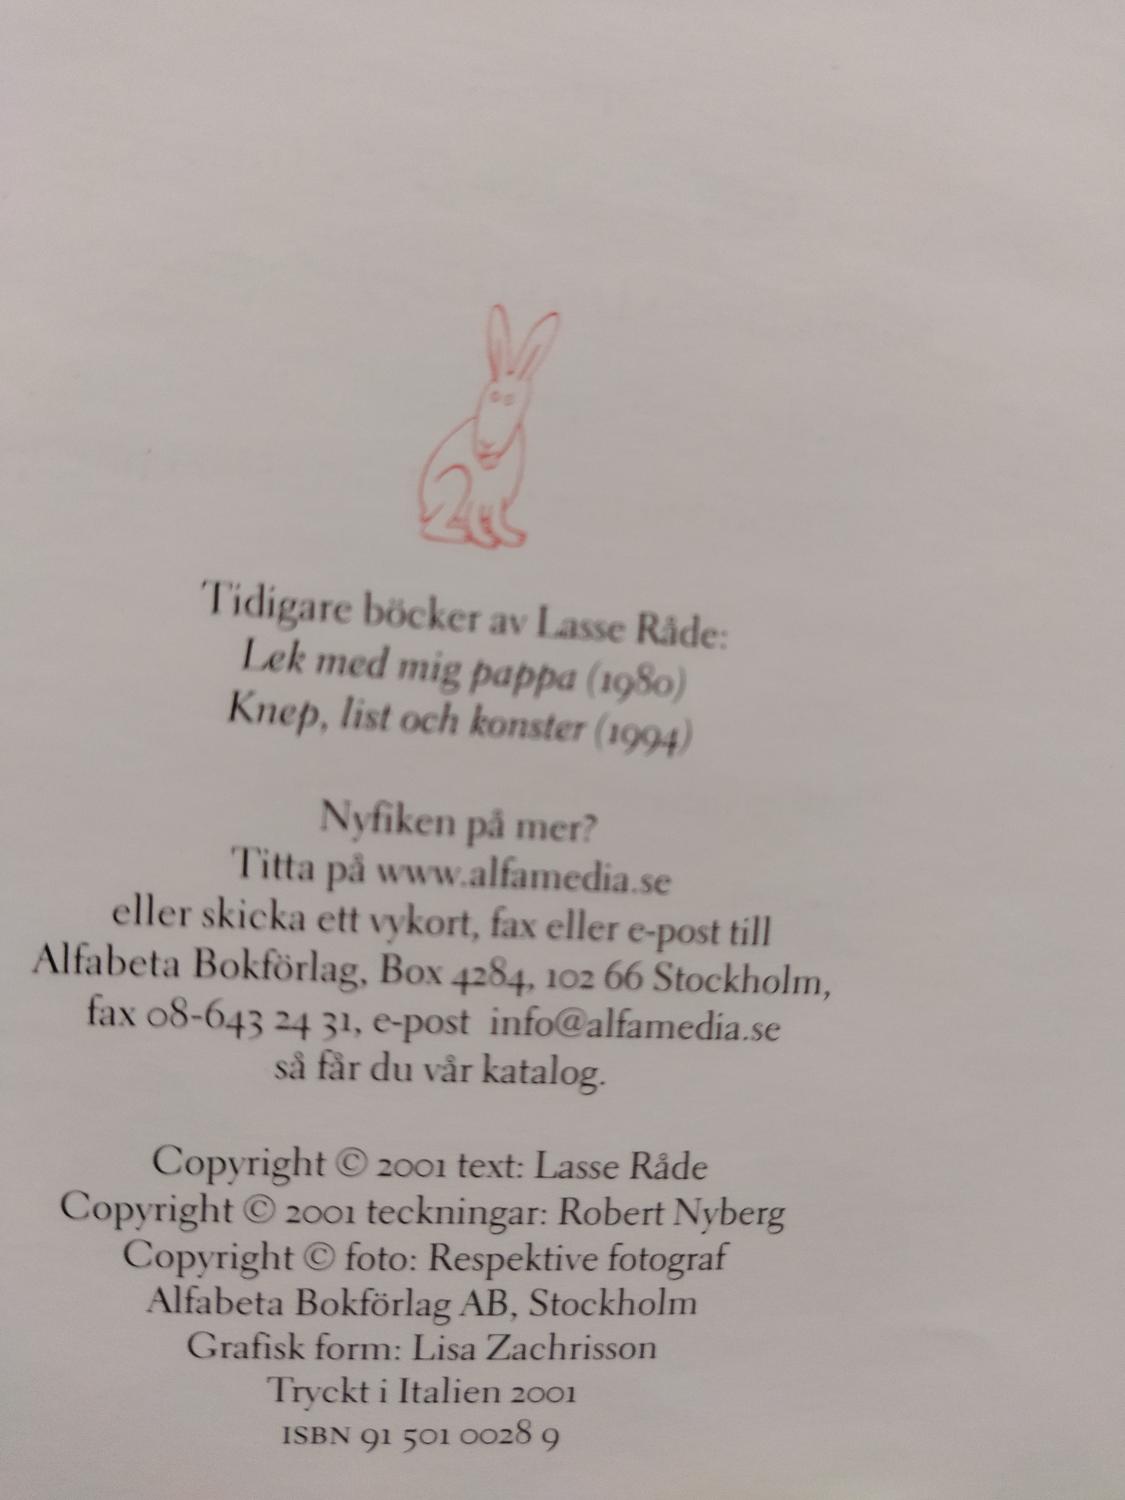 Tidigare böcker av Lasse Råde:
Lek med mig pappa (1980)
Knep, list och konster (1994)
Nyfiken på mer?
Titta på www.alfamedia.se
eller skicka ett vykort, fax eller e-post till
Alfabeta Bokförlag, Box 4284, 102 66 Stockholm,
fax 08-643 24 31, e-post info@alfamedia.se
så får du vår katalog.
Copyright © 2001 text: Lasse Råde
Copyright © 2001 teckningar: Robert Nyberg
Copyright © foto: Respektive fotograf
Alfabeta Bokförlag AB, Stockholm
Grafisk form: Lisa Zachrisson
Tryckt i Italien 2001
ISBN 91 501 0028 9